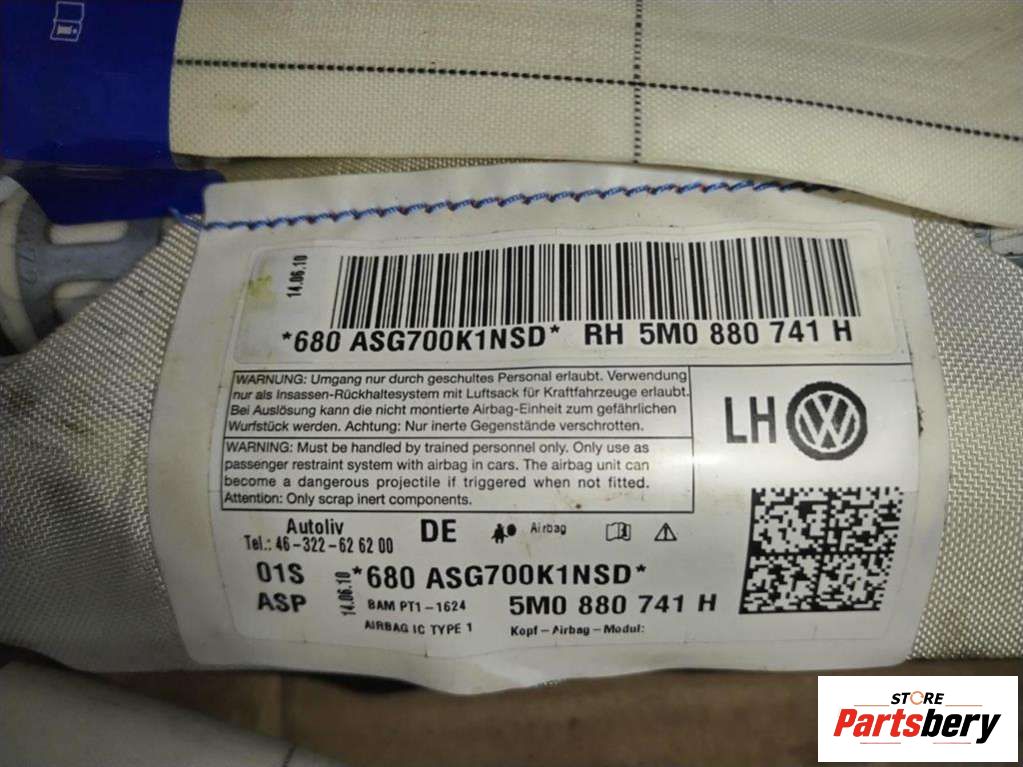 14.06.10
*680 ASG700K1NSD* RH 5M0 880 741 H
WARNUNG: Umgang nur durch geschultes Personal erlaubt. Verwendung
nur als Insassen-Rückhaltesystem mit Luftsack für Kraftfahrzeuge erlaubt.
Bei Auslösung kann die nicht montierte Airbag-Einheit zum gefährlichen
Wurfstück werden. Achtung: Nur inerte Gegenstände verschrotten.
WARNING: Must be handled by trained personnel only. Only use as
passenger restraint system with airbag in cars. The airbag unit can
become a dangerous projectile if triggered when not fitted.
Attention: Only scrap inert components.
LH
Autoliv
Tel.: 46-322-62 62 00
DE
Airbag
01S
ASP
14.06.10
*680 ASG700K1NSD*
BAM PT1-1624
5M0 880 741 H
AIRBAG IC TYPE 1
Kopf-Airbag-Modul:
STORE
Partsbery